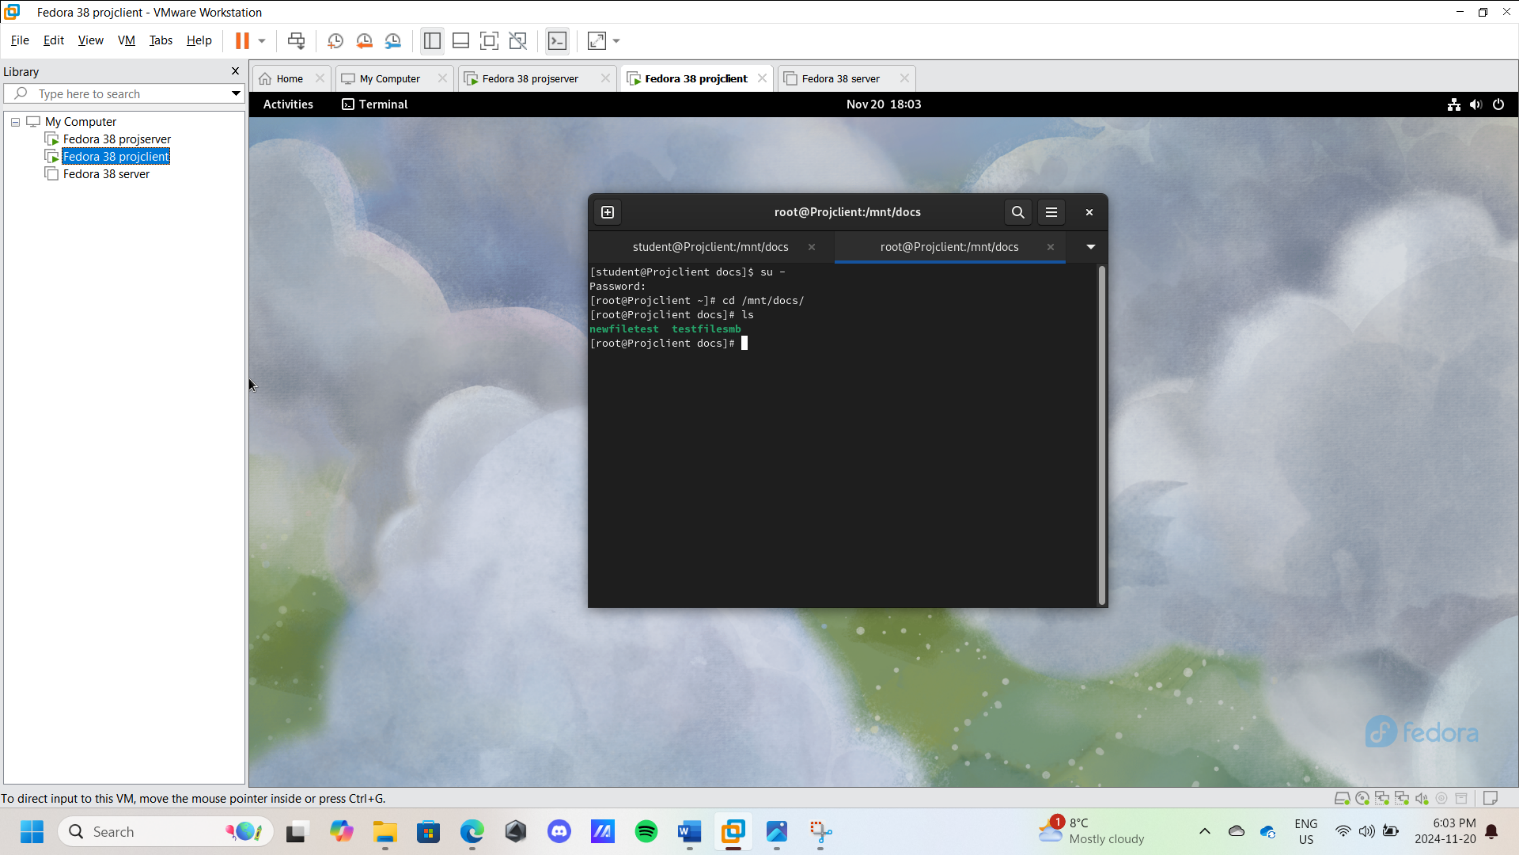 Fedora 38 projclient - VMware Workstation
File Edit View VM Tabs Help
Library
Type here to search
My Computer
Fedora 38 projserver
Fedora 38 projclient
Fedora 38 server
Home
My Computer
Fedora 38 projserver
Fedora 38 projclient
Fedora 38 server
Activities
Terminal
Nov 20 18:03
root@Projclient:/mnt/docs
student@Projclient:/mnt/docs
root@Projclient:/mnt/docs
[student@Projclient docs]$ su -
Password:
[root@Projclient ~]# cd /mnt/docs/
[root@Projclient docs]# ls
newfiletest testfilesmb
[root@Projclient docs]#
fedora
To direct input to this VM, move the mouse pointer inside or press Ctrl+G.
Search
1
8°C
Mostly cloudy
ENG
US
6:03 PM
2024-11-20